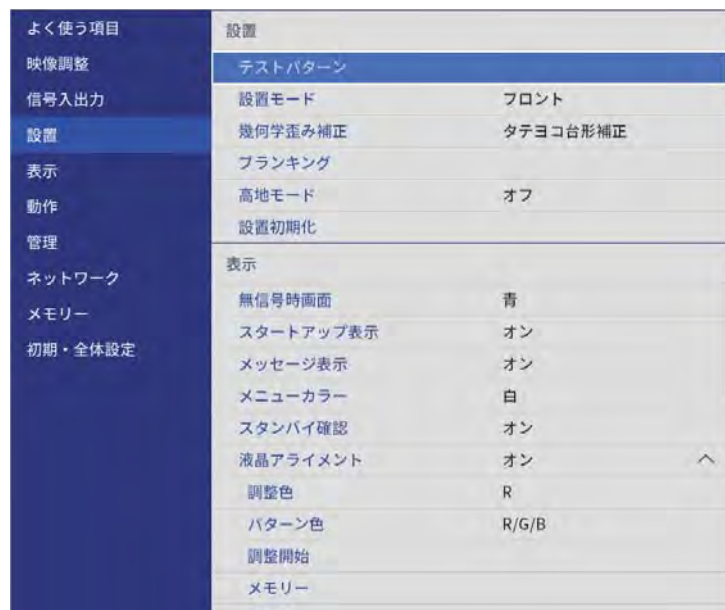 よく使う項目
映像調整
信号入出力
設置
表示
動作
管理
ネットワーク
メモリー
初期・全体設定
設置
テストパターン
設置モード フロント
幾何学歪み補正 タテヨコ台形補正
ブランキング
高地モード オフ
設置初期化
表示
無信号時画面 青
スタートアップ表示 オン
メッセージ表示 オン
メニューカラー 白
スタンバイ確認 オン
液晶アライメント オン
調整色 R
パターン色 R/G/B
調整開始
メモリー